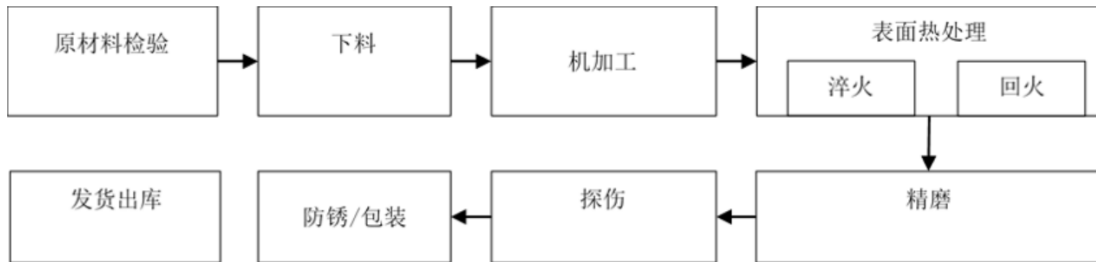 原材料检验
下料
机加工
表面热处理
淬火
回火
发货出库
防锈/包装
探伤
精磨